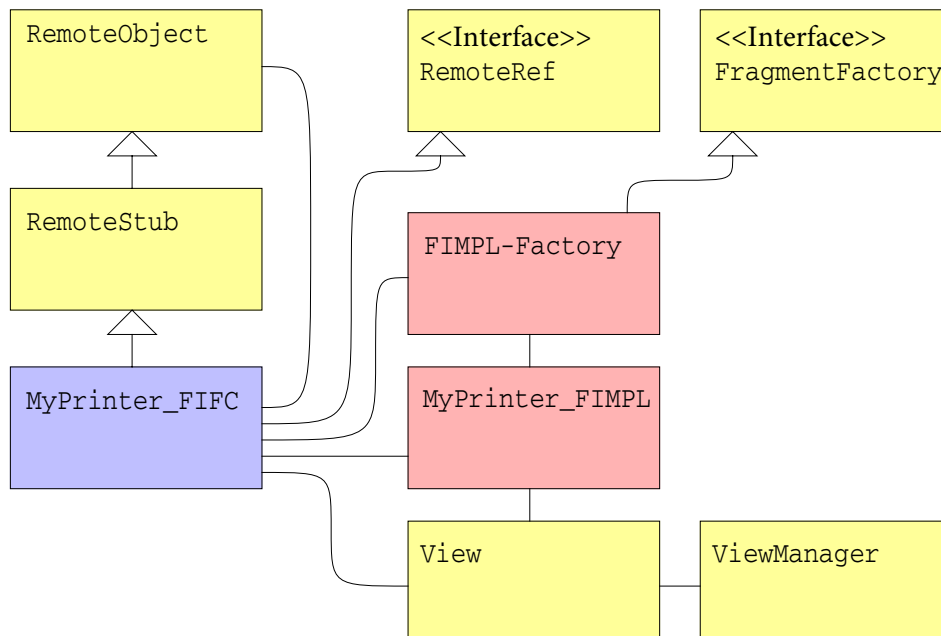 RemoteObject
<<Interface>>
RemoteRef
<<Interface>>
FragmentFactory
RemoteStub
FIMPL-Factory
MyPrinter_FIFC
MyPrinter_FIMPL
View
ViewManager